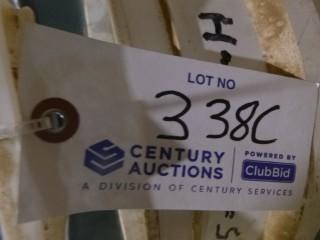 LOT NO
338C
CENTURY AUCTIONS
POWERED BY
ClubBid
A DIVISION OF CENTURY SERVICES